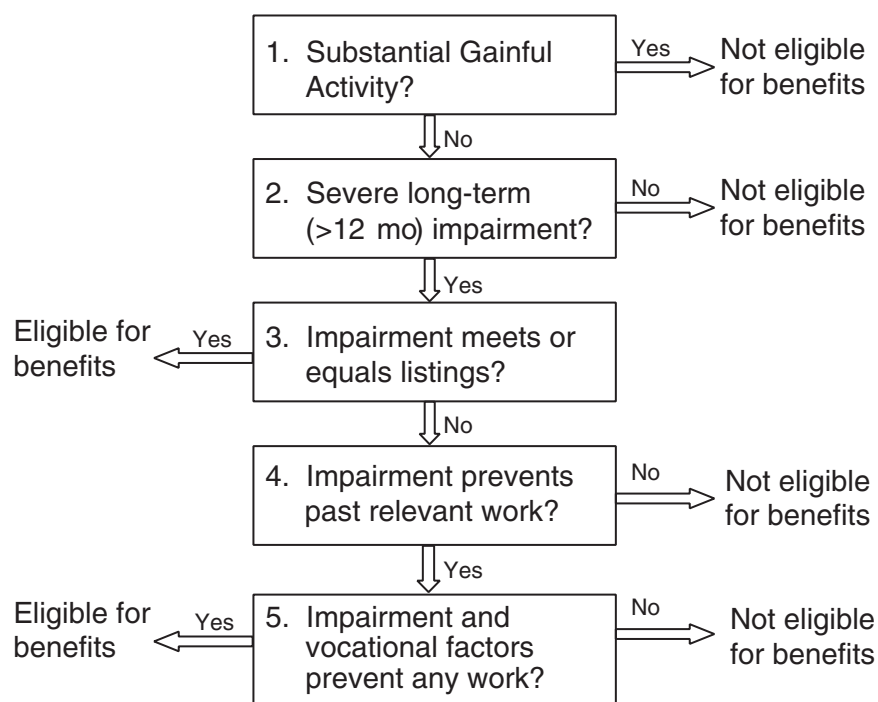 1. Substantial Gainful
Activity?
Yes
Not eligible
for benefits
No
2. Severe long-term
(>12 mo) impairment?
No
Not eligible
for benefits
Yes
3. Impairment meets or
equals listings?
Yes
Eligible for
benefits
No
4. Impairment prevents
past relevant work?
No
Not eligible
for benefits
Yes
5. Impairment and
vocational factors
prevent any work?
Yes
Eligible for
benefits
No
Not eligible
for benefits